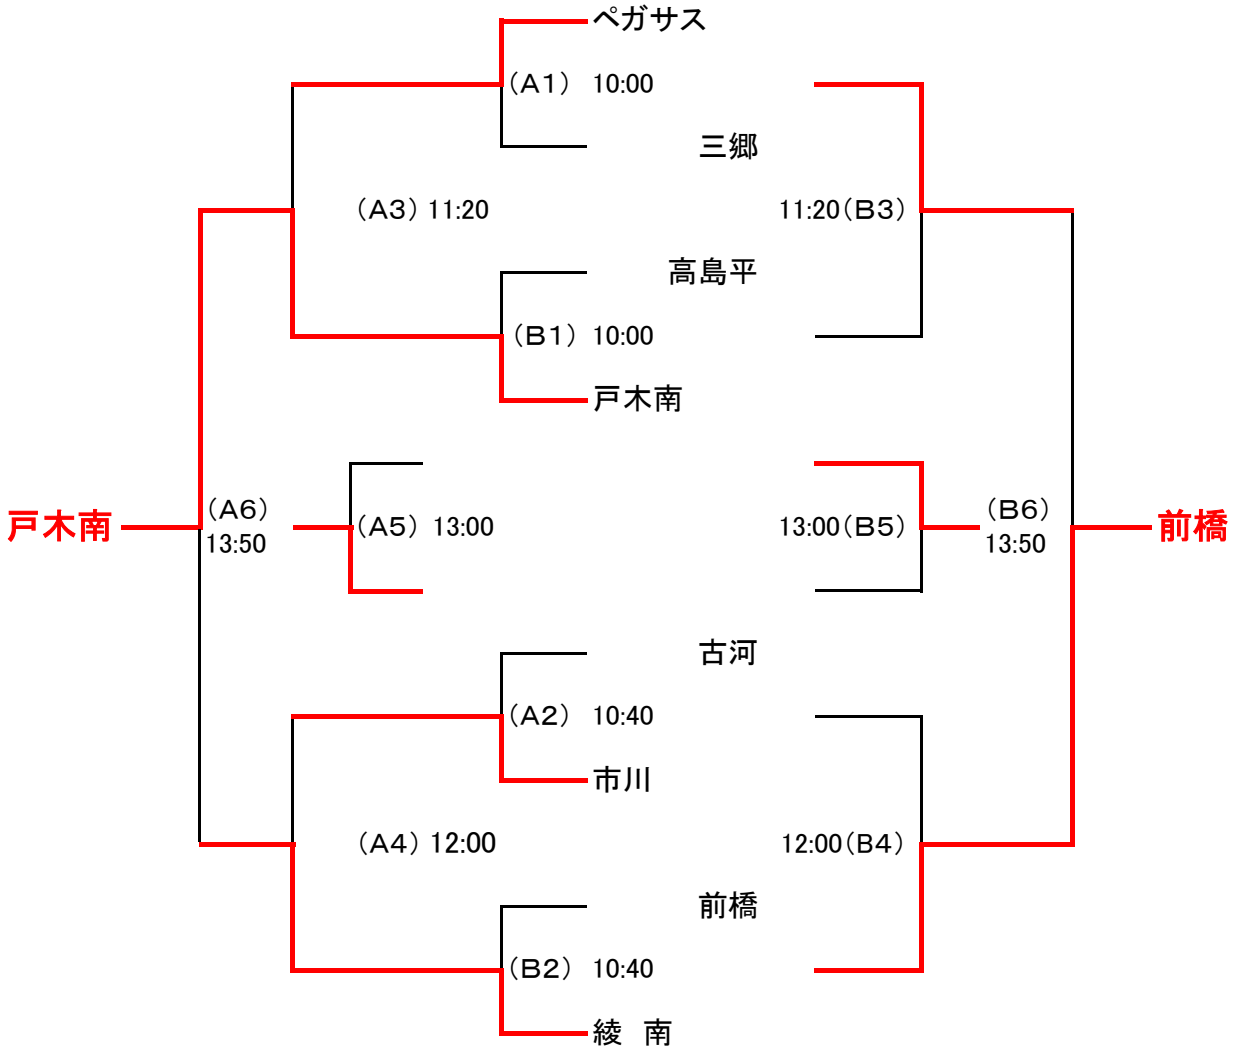 ペガサス
（A1） 10:00
三郷
（A3） 11:20
11:20（B3）
高島平
（B1） 10:00
戸木南
戸木南
（A6）
13:50
（A5） 13:00
13:00（B5）
（B6）
13:50
前橋
古河
（A2） 10:40
市川
（A4） 12:00
12:00（B4）
前橋
（B2） 10:40
綾　南